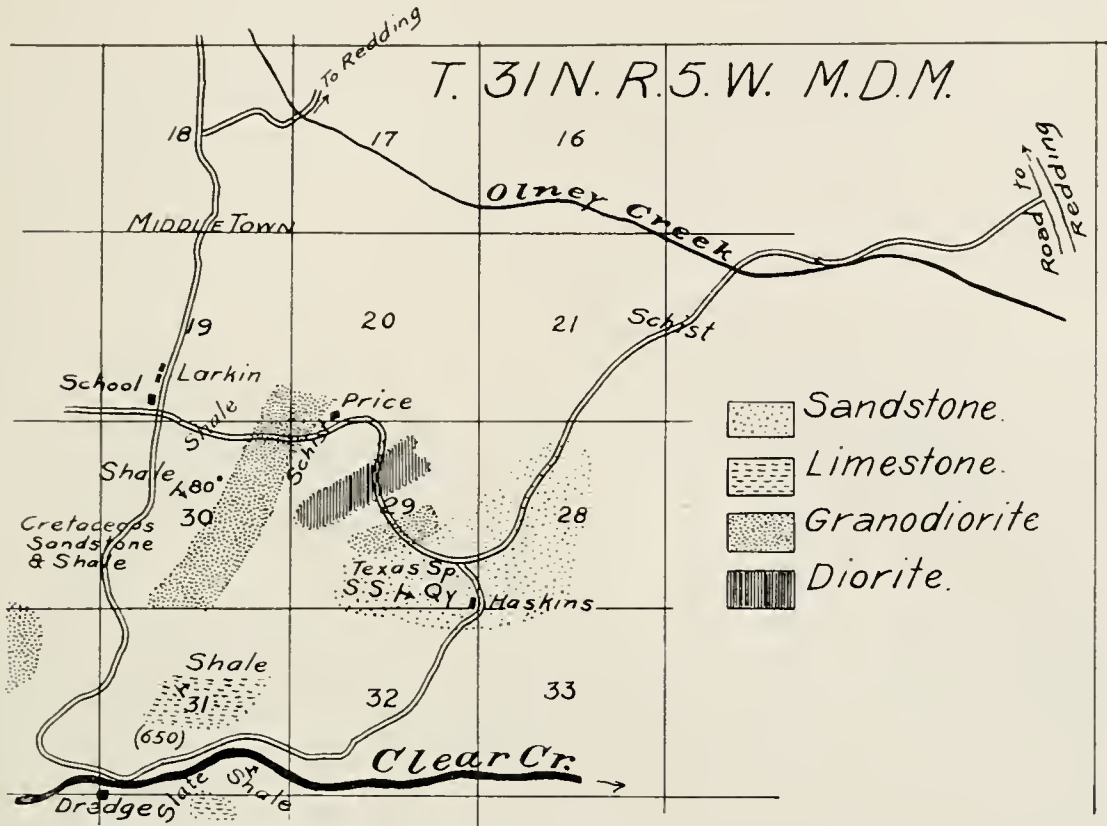 T. 31 N. R. 5. W. M.D.M.
To Redding
18
17
16
Olney Creek
Road to
Redding
MIDDLETOWN
19
20
21
Schist
School
Larkin
Shale
Price
Schist
Shale
80°
30
29
28
Cretaceous
Sandstone
& Shale
Texas Sp.
S.S. Qy
Haskins
Sandstone.
Limestone.
Granodiorite
Diorite.
Shale
31
32
33
(650)
Clear Cr.
Dredge
Slate
Shale